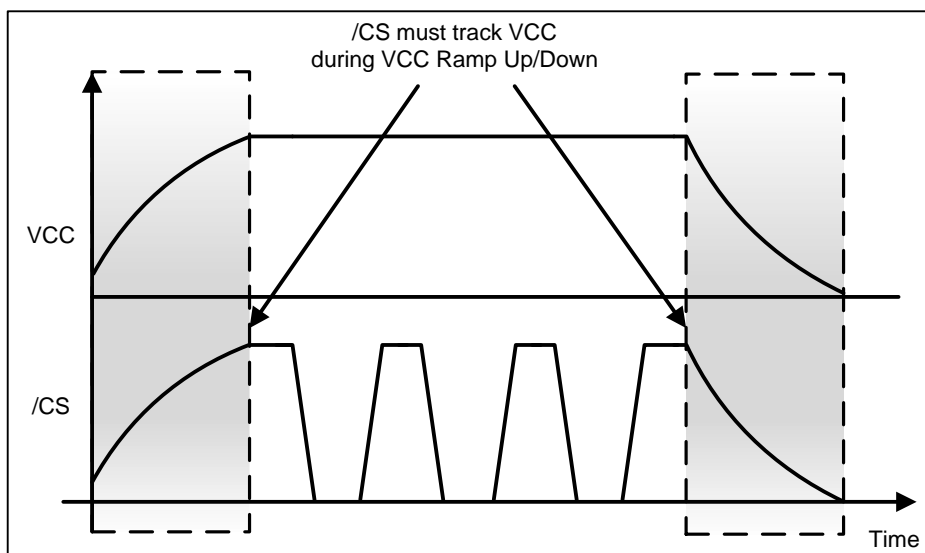 /CS must track VCC
during VCC Ramp Up/Down
VCC
/CS
Time